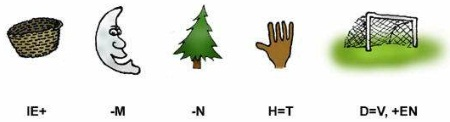 IE+ -M -N H=T D=V, +EN